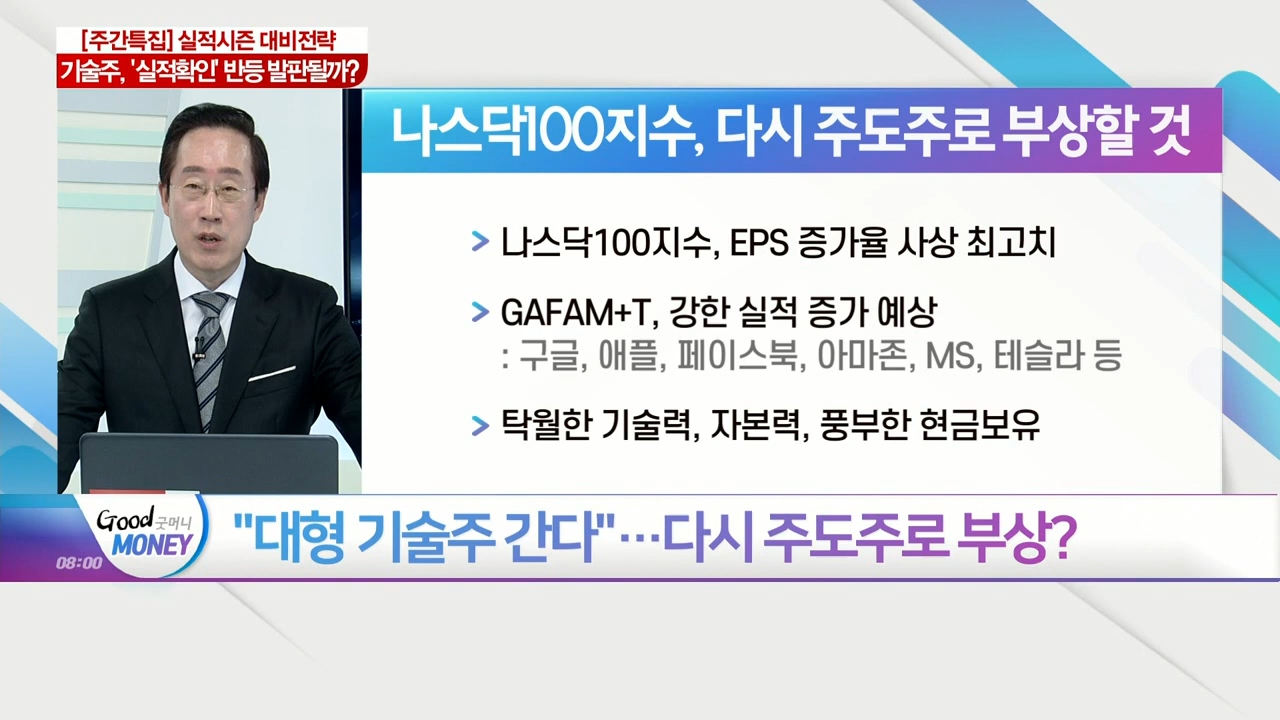 [주간특집] 실적시즌 대비전략
기술주, '실적확인' 반등 발판될까?
나스닥100지수, 다시 주도주로 부상할 것
> 나스닥100지수, EPS 증가율 사상 최고치
> GAFAM+T, 강한 실적 증가 예상
: 구글, 애플, 페이스북, 아마존, MS, 테슬라 등
> 탁월한 기술력, 자본력, 풍부한 현금보유
Good 굿머니
MONEY
"대형 기술주 간다"…다시 주도주로 부상?
08:00